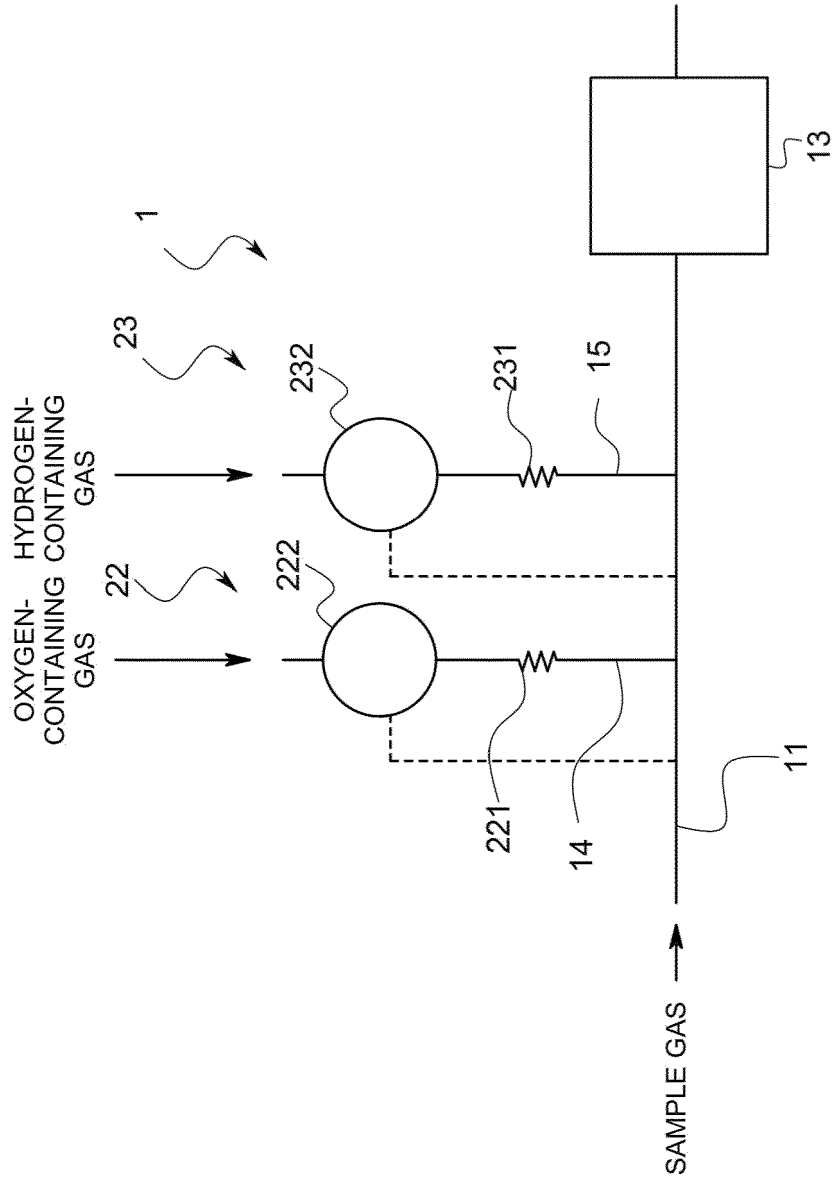 OXYGEN-
CONTAINING
GAS
HYDROGEN-
CONTAINING
GAS
22
23
1
222
232
221
231
14
15
11
13
SAMPLE GAS